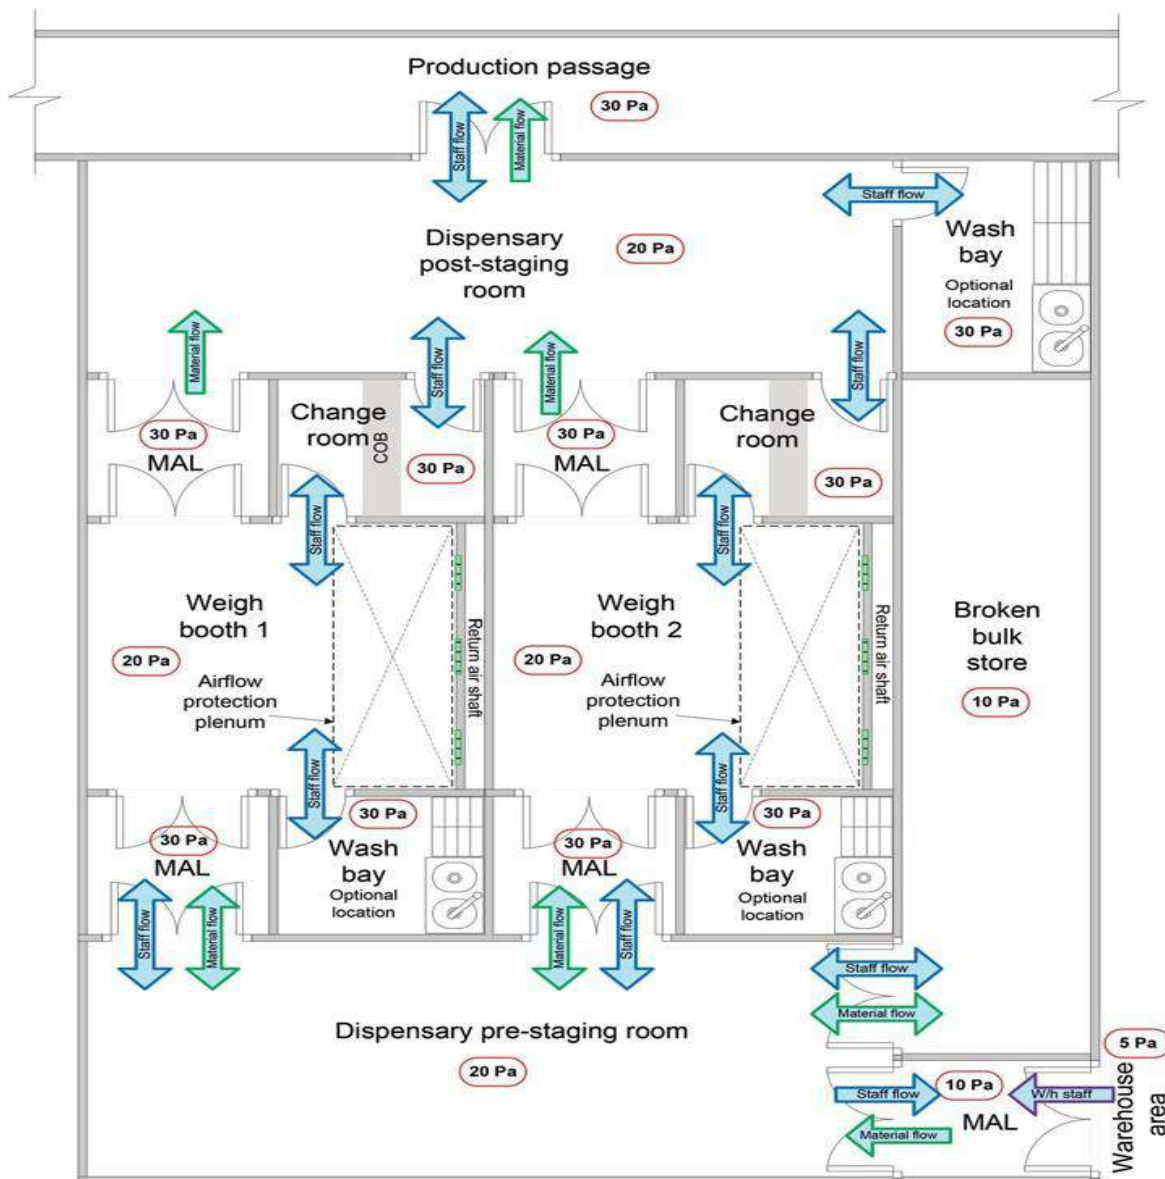 Production passage
30 Pa
Staff flow
Material flow
Staff flow
Wash
bay
Optional
location
30 Pa
Dispensary
post-staging
room
20 Pa
Material flow
Staff flow
Material flow
Staff flow
30 Pa
MAL
Change
room
COB
30 Pa
30 Pa
MAL
Change
room
30 Pa
Staff flow
Staff flow
Weigh
booth 1
20 Pa
Airflow
protection
plenum
Return air shaft
Weigh
booth 2
20 Pa
Airflow
protection
plenum
Return air shaft
Broken
bulk
store
10 Pa
Staff flow
Staff flow
30 Pa
MAL
30 Pa
Wash
bay
Optional
location
30 Pa
MAL
30 Pa
Wash
bay
Optional
location
Staff flow
Material flow
Material flow
Staff flow
Staff flow
Material flow
Dispensary pre-staging room
20 Pa
5 Pa
10 Pa
Staff flow
W/h staff
MAL
Material flow
Warehouse
area